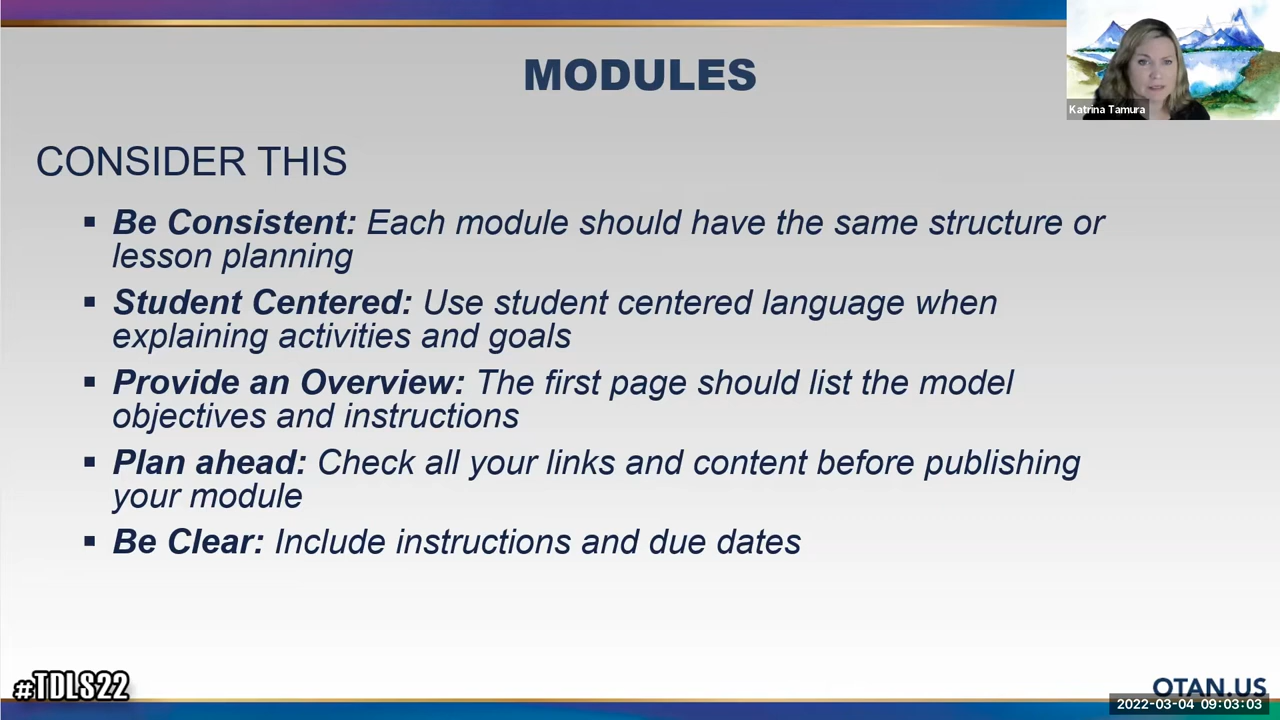 MODULES
Katrina Tamura
CONSIDER THIS
▪ Be Consistent: Each module should have the same structure or
lesson planning
▪ Student Centered: Use student centered language when
explaining activities and goals
▪ Provide an Overview: The first page should list the model
objectives and instructions
▪ Plan ahead: Check all your links and content before publishing
your module
▪ Be Clear: Include instructions and due dates
#TDLS22
OTAN.US
2022-03-04 09:03:03